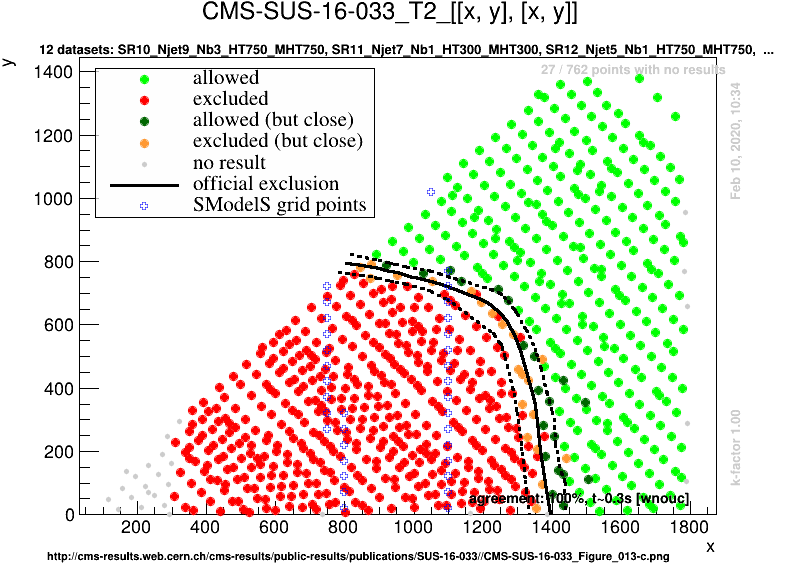 CMS-SUS-16-033_T2_[[x, y], [x, y]]
12 datasets: SR10_Njet9_Nb3_HT750_MHT750, SR11_Njet7_Nb1_HT300_MHT300, SR12_Njet5_Nb1_HT750_MHT750, ...
y
27 / 762 points with no results
allowed
excluded
allowed (but close)
excluded (but close)
no result
official exclusion
SModelS grid points
1400
1200
1000
800
600
400
200
0
Feb 10, 2020, 10:34
k-factor 1.00
agreement: 100%, t~0.3s [wnouc]
200 400 600 800 1000 1200 1400 1600 1800
x
http://cms-results.web.cern.ch/cms-results/public-results/publications/SUS-16-033//CMS-SUS-16-033_Figure_013-c.png